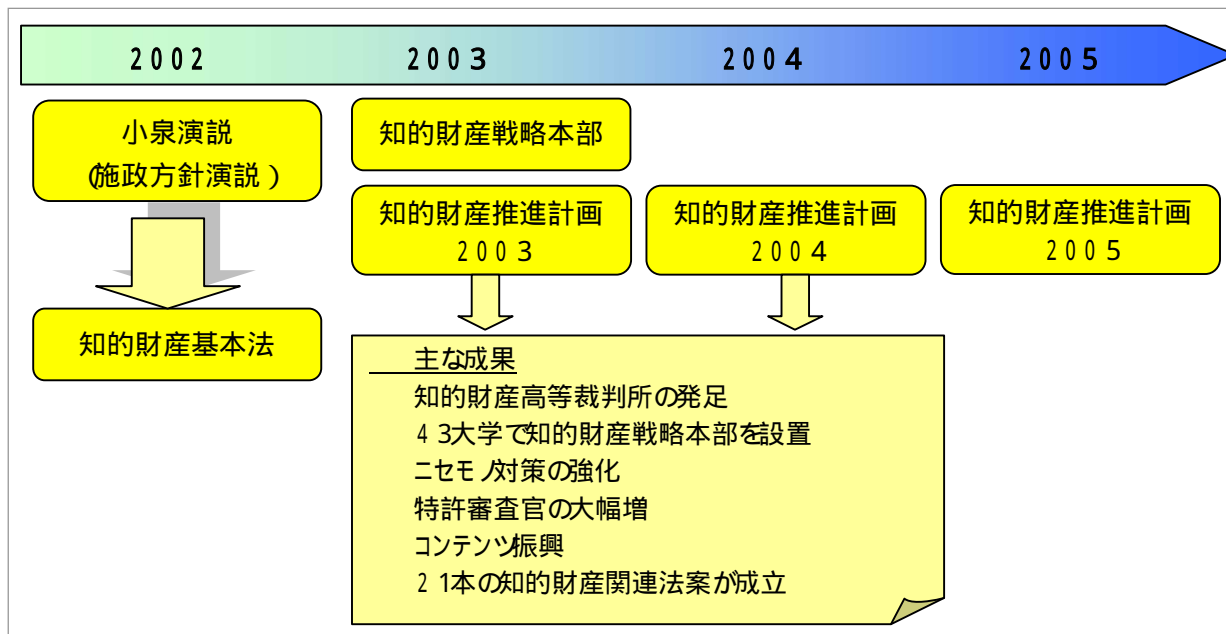 ２００２
２００３
２００４
２００５
小泉演説
（施政方針演説）
知的財産基本法
知的財産戦略本部
知的財産推進計画
２００３
知的財産推進計画
２００４
知的財産推進計画
２００５
主な成果
知的財産高等裁判所の発足
４３大学で知的財産戦略本部を設置
ニセモノ対策の強化
特許審査官の大幅増
コンテンツ振興
２１本の知的財産関連法案が成立